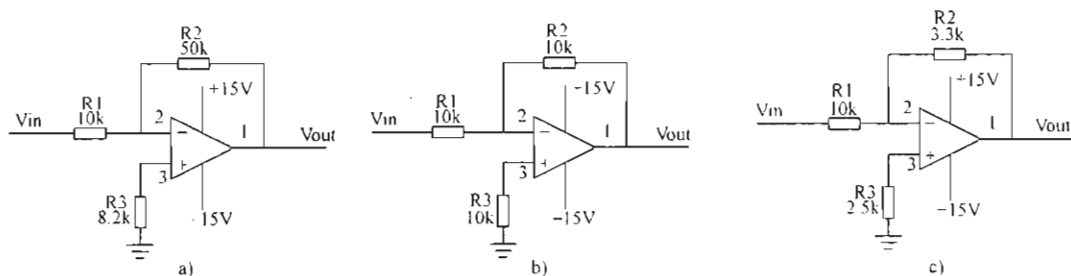 R2
50k
+15V
R1
10k
Vin
2
−
1
Vout
+
3
R3
8.2k
15V
a)
R2
10k
-15V
R1
10k
Vin
2
−
1
Vout
+
3
R3
10k
−15V
b)
R2
3.3k
+15V
R1
10k
Vin
2
−
1
Vout
+
3
R3
2.5k
−15V
c)